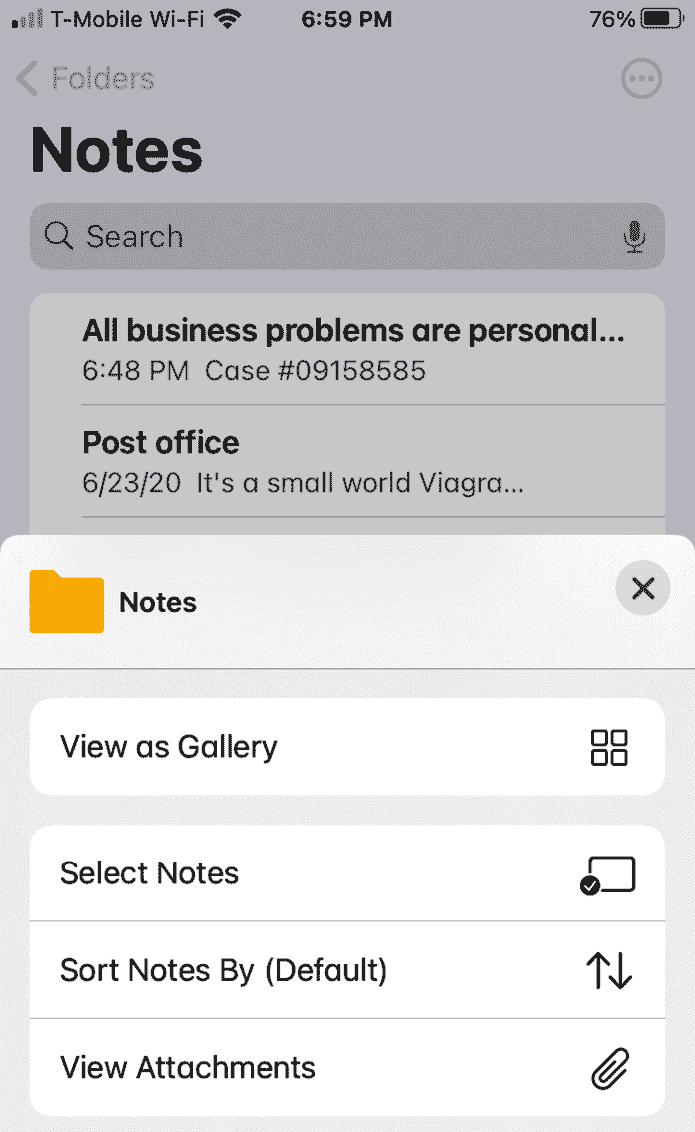 T-Mobile Wi-Fi 6:59 PM 76%
Folders
Notes
Search
All business problems are personal...
6:48 PM Case #09158585
Post office
6/23/20 It's a small world Viagra...
Notes
View as Gallery
Select Notes
Sort Notes By (Default)
View Attachments